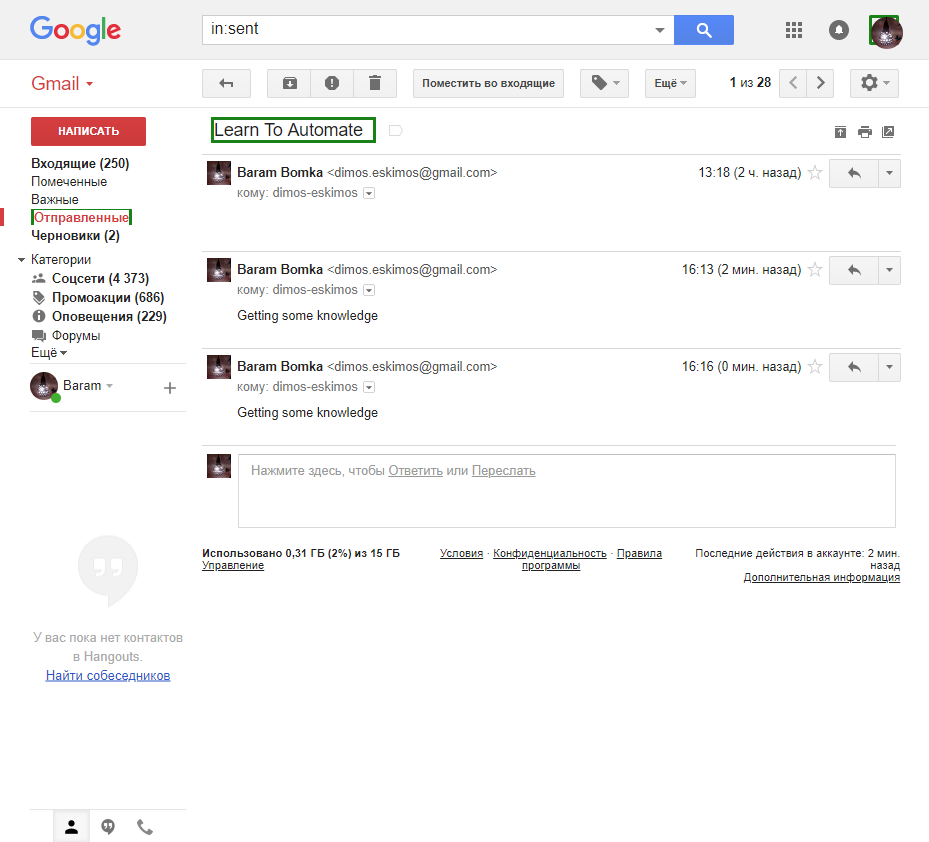 Google
in:sent
Gmail
Поместить во входящие
Ещё
1 из 28
НАПИСАТЬ
Входящие (250)
Помеченные
Важные
Отправленные
Черновики (2)
Категории
Соцсети (4 373)
Промоакции (686)
Оповещения (229)
Форумы
Ещё
Baram
У вас пока нет контактов
в Hangouts.
Найти собеседников
Learn To Automate
Baram Bomka <dimos.eskimos@gmail.com>
13:18 (2 ч. назад)
кому: dimos-eskimos
Baram Bomka <dimos.eskimos@gmail.com>
16:13 (2 мин. назад)
кому: dimos-eskimos
Getting some knowledge
Baram Bomka <dimos.eskimos@gmail.com>
16:16 (0 мин. назад)
кому: dimos-eskimos
Getting some knowledge
Нажмите здесь, чтобы Ответить или Переслать
Использовано 0,31 ГБ (2%) из 15 ГБ
Управление
Условия · Конфиденциальность · Правила
программы
Последние действия в аккаунте: 2 мин.
назад
Дополнительная информация